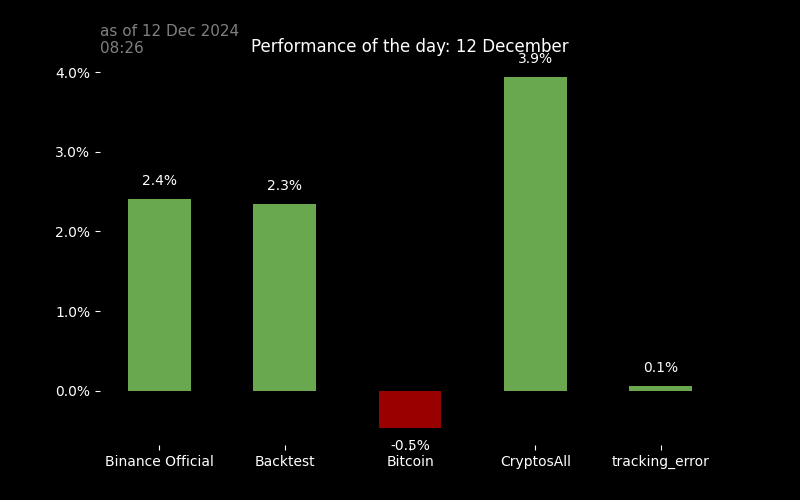 as of 12 Dec 2024
08:26
Performance of the day: 12 December
4.0%
3.0%
2.0%
1.0%
0.0%
2.4%
2.3%
-0.5%
3.9%
0.1%
Binance Official
Backtest
Bitcoin
CryptosAll
tracking_error